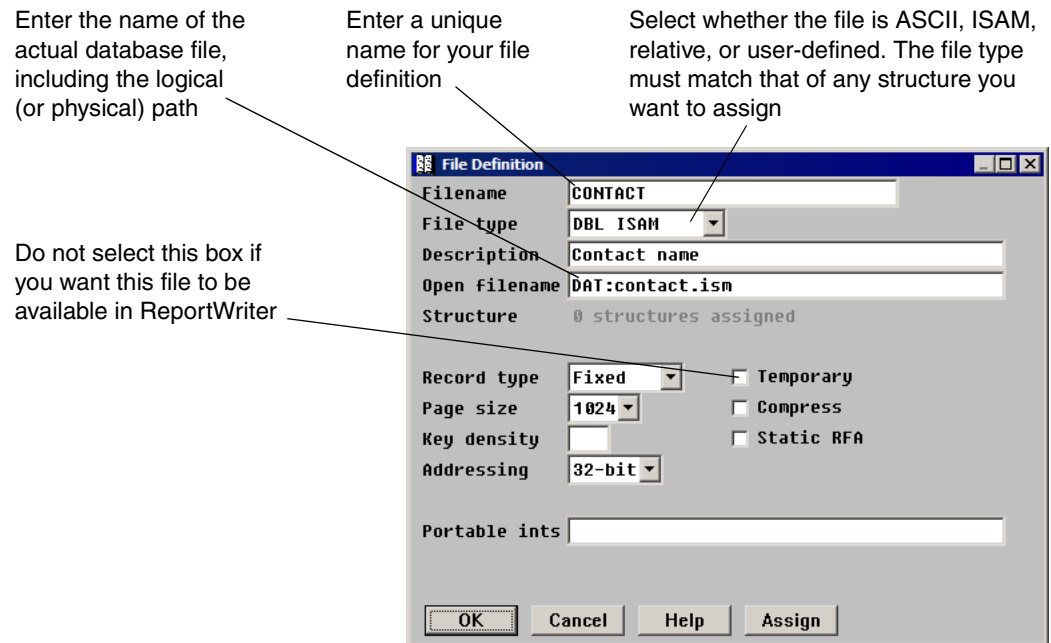 Enter the name of the
actual database file,
including the logical
(or physical) path
Enter a unique
name for your file
definition
Select whether the file is ASCII, ISAM,
relative, or user-defined. The file type
must match that of any structure you
want to assign
Do not select this box if
you want this file to be
available in ReportWriter
File Definition
Filename CONTACT
File type DBL ISAM
Description Contact name
Open filename DAT:contact.ism
Structure 0 structures assigned
Record type Fixed Temporary
Page size 1024 Compress
Key density Static RFA
Addressing 32-bit
Portable ints
OK Cancel Help Assign